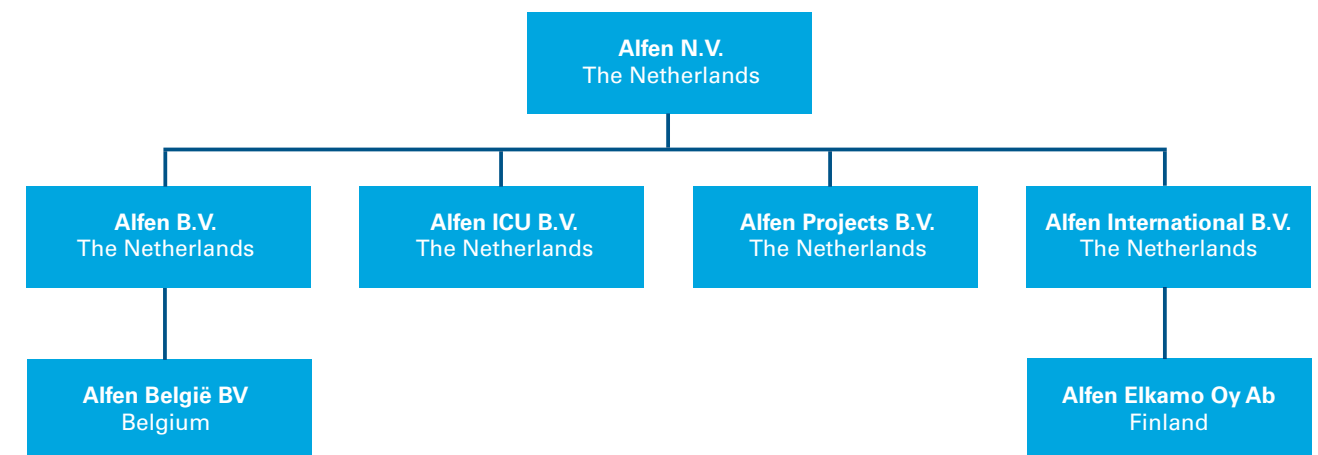 Alfen N.V.
The Netherlands
Alfen B.V.
The Netherlands
Alfen ICU B.V.
The Netherlands
Alfen Projects B.V.
The Netherlands
Alfen International B.V.
The Netherlands
Alfen België BV
Belgium
Alfen Elkamo Oy Ab
Finland